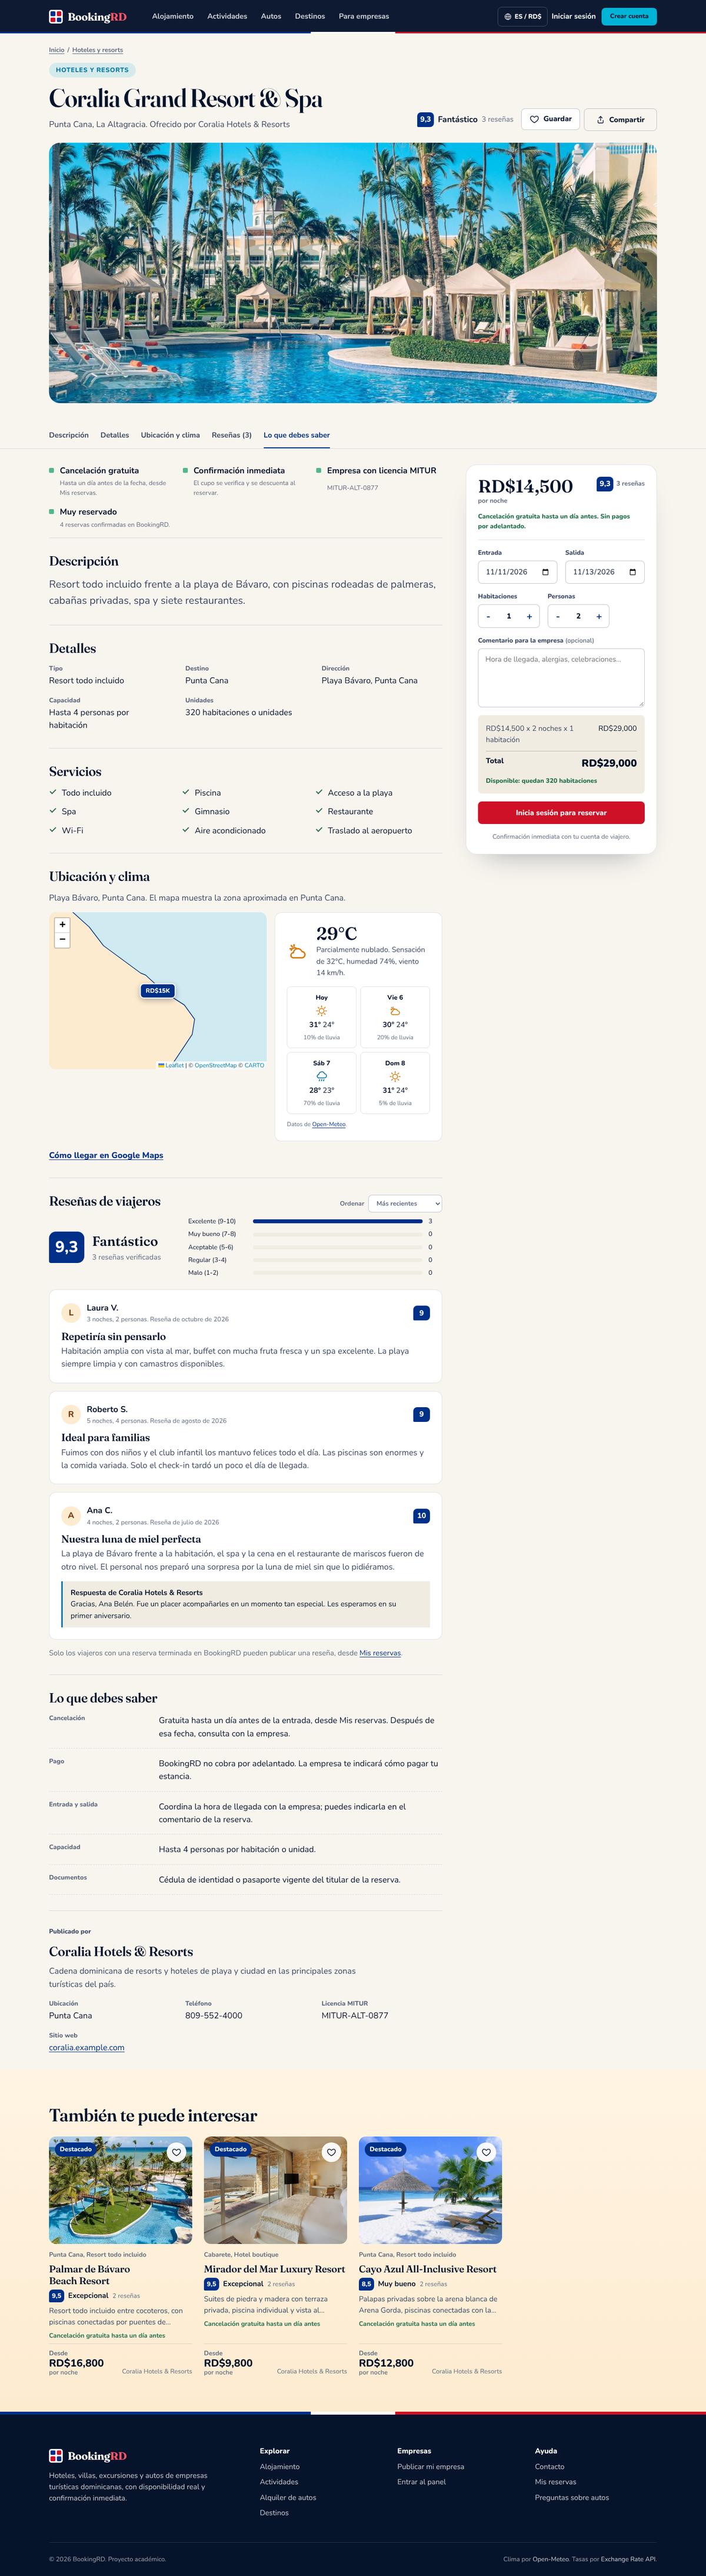 BookingRD
Alojamiento Actividades Autos Destinos Para empresas
ES / RD$ Iniciar sesión Crear cuenta
Inicio / Hoteles y resorts
HOTELES Y RESORTS
Coralia Grand Resort & Spa
Punta Cana, La Altagracia. Ofrecido por Coralia Hotels & Resorts
9,3 Fantástico 3 reseñas Guardar Compartir
Descripción Detalles Ubicación y clima Reseñas (3) Lo que debes saber
Cancelación gratuita
Hasta un día antes de la fecha, desde
Mis reservas.
Confirmación inmediata
El cupo se verifica y se descuenta al
reservar.
Empresa con licencia MITUR
MITUR-ALT-0877
Muy reservado
4 reservas confirmadas en BookingRD.
RD$14,500
por noche
9,3 3 reseñas
Cancelación gratuita hasta un día antes. Sin pagos
por adelantado.
Entrada Salida
11/11/2026 11/13/2026
Habitaciones Personas
- 1 + - 2 +
Comentario para la empresa (opcional)
Hora de llegada, alergias, celebraciones...
RD$14,500 x 2 noches x 1
habitación
RD$29,000
Total RD$29,000
Disponible: quedan 320 habitaciones
Inicia sesión para reservar
Confirmación inmediata con tu cuenta de viajero.
Descripción
Resort todo incluido frente a la playa de Bávaro, con piscinas rodeadas de palmeras,
cabañas privadas, spa y siete restaurantes.
Detalles
Tipo Destino Dirección
Resort todo incluido Punta Cana Playa Bávaro, Punta Cana
Capacidad Unidades
Hasta 4 personas por
habitación
320 habitaciones o unidades
Servicios
Todo incluido Piscina Acceso a la playa
Spa Gimnasio Restaurante
Wi-Fi Aire acondicionado Traslado al aeropuerto
Ubicación y clima
Playa Bávaro, Punta Cana. El mapa muestra la zona aproximada en Punta Cana.
+
−
RD$15K
Leaflet | © OpenStreetMap © CARTO
29°C
Parcialmente nublado. Sensación
de 32°C, humedad 74%, viento
14 km/h.
Hoy
31° 24°
10% de lluvia
Vie 6
30° 24°
20% de lluvia
Sáb 7
28° 23°
70% de lluvia
Dom 8
31° 24°
5% de lluvia
Datos de Open-Meteo
Cómo llegar en Google Maps
Reseñas de viajeros
Ordenar Más recientes
9,3 Fantástico
3 reseñas verificadas
Excelente (9-10) 3
Muy bueno (7-8) 0
Aceptable (5-6) 0
Regular (3-4) 0
Malo (1-2) 0
L Laura V. 9
3 noches, 2 personas. Reseña de octubre de 2026
Repetiría sin pensarlo
Habitación amplia con vista al mar, buffet con mucha fruta fresca y un spa excelente. La playa
siempre limpia y con camastros disponibles.
R Roberto S. 9
5 noches, 4 personas. Reseña de agosto de 2026
Ideal para familias
Fuimos con dos niños y el club infantil los mantuvo felices todo el día. Las piscinas son enormes y
la comida variada. Solo el check-in tardó un poco el día de llegada.
A Ana C. 10
4 noches, 2 personas. Reseña de julio de 2026
Nuestra luna de miel perfecta
La playa de Bávaro frente a la habitación, el spa y la cena en el restaurante de mariscos fueron de
otro nivel. El personal nos preparó una sorpresa por la luna de miel sin que lo pidiéramos.
Respuesta de Coralia Hotels & Resorts
Gracias, Ana Belén. Fue un placer acompañarles en un momento tan especial. Les esperamos en su
primer aniversario.
Solo los viajeros con una reserva terminada en BookingRD pueden publicar una reseña, desde Mis reservas.
Lo que debes saber
Cancelación
Gratuita hasta un día antes de la entrada, desde Mis reservas. Después de
esa fecha, consulta con la empresa.
Pago
BookingRD no cobra por adelantado. La empresa te indicará cómo pagar tu
estancia.
Entrada y salida
Coordina la hora de llegada con la empresa; puedes indicarla en el
comentario de la reserva.
Capacidad
Hasta 4 personas por habitación o unidad.
Documentos
Cédula de identidad o pasaporte vigente del titular de la reserva.
Publicado por
Coralia Hotels & Resorts
Cadena dominicana de resorts y hoteles de playa y ciudad en las principales zonas
turísticas del país.
Ubicación Teléfono Licencia MITUR
Punta Cana 809-552-4000 MITUR-ALT-0877
Sitio web
coralia.example.com
También te puede interesar
Destacado
Punta Cana, Resort todo incluido
Palmar de Bávaro
Beach Resort
9,5 Excepcional 2 reseñas
Resort todo incluido entre cocoteros, con
piscinas conectadas por puentes de...
Cancelación gratuita hasta un día antes
Desde
RD$16,800
por noche Coralia Hotels & Resorts
Destacado
Cabarete, Hotel boutique
Mirador del Mar Luxury Resort
9,5 Excepcional 2 reseñas
Suites de piedra y madera con terraza
privada, piscina individual y vista al...
Cancelación gratuita hasta un día antes
Desde
RD$9,800
por noche Coralia Hotels & Resorts
Destacado
Punta Cana, Resort todo incluido
Cayo Azul All-Inclusive Resort
8,5 Muy bueno 2 reseñas
Palapas privadas sobre la arena blanca de
Arena Gorda, piscinas conectadas con la...
Cancelación gratuita hasta un día antes
Desde
RD$12,800
por noche Coralia Hotels & Resorts
BookingRD
Hoteles, villas, excursiones y autos de empresas
turísticas dominicanas, con disponibilidad real y
confirmación inmediata.
Explorar
Alojamiento
Actividades
Alquiler de autos
Destinos
Empresas
Publicar mi empresa
Entrar al panel
Ayuda
Contacto
Mis reservas
Preguntas sobre autos
© 2026 BookingRD. Proyecto académico.
Clima por Open-Meteo. Tasas por Exchange Rate API.